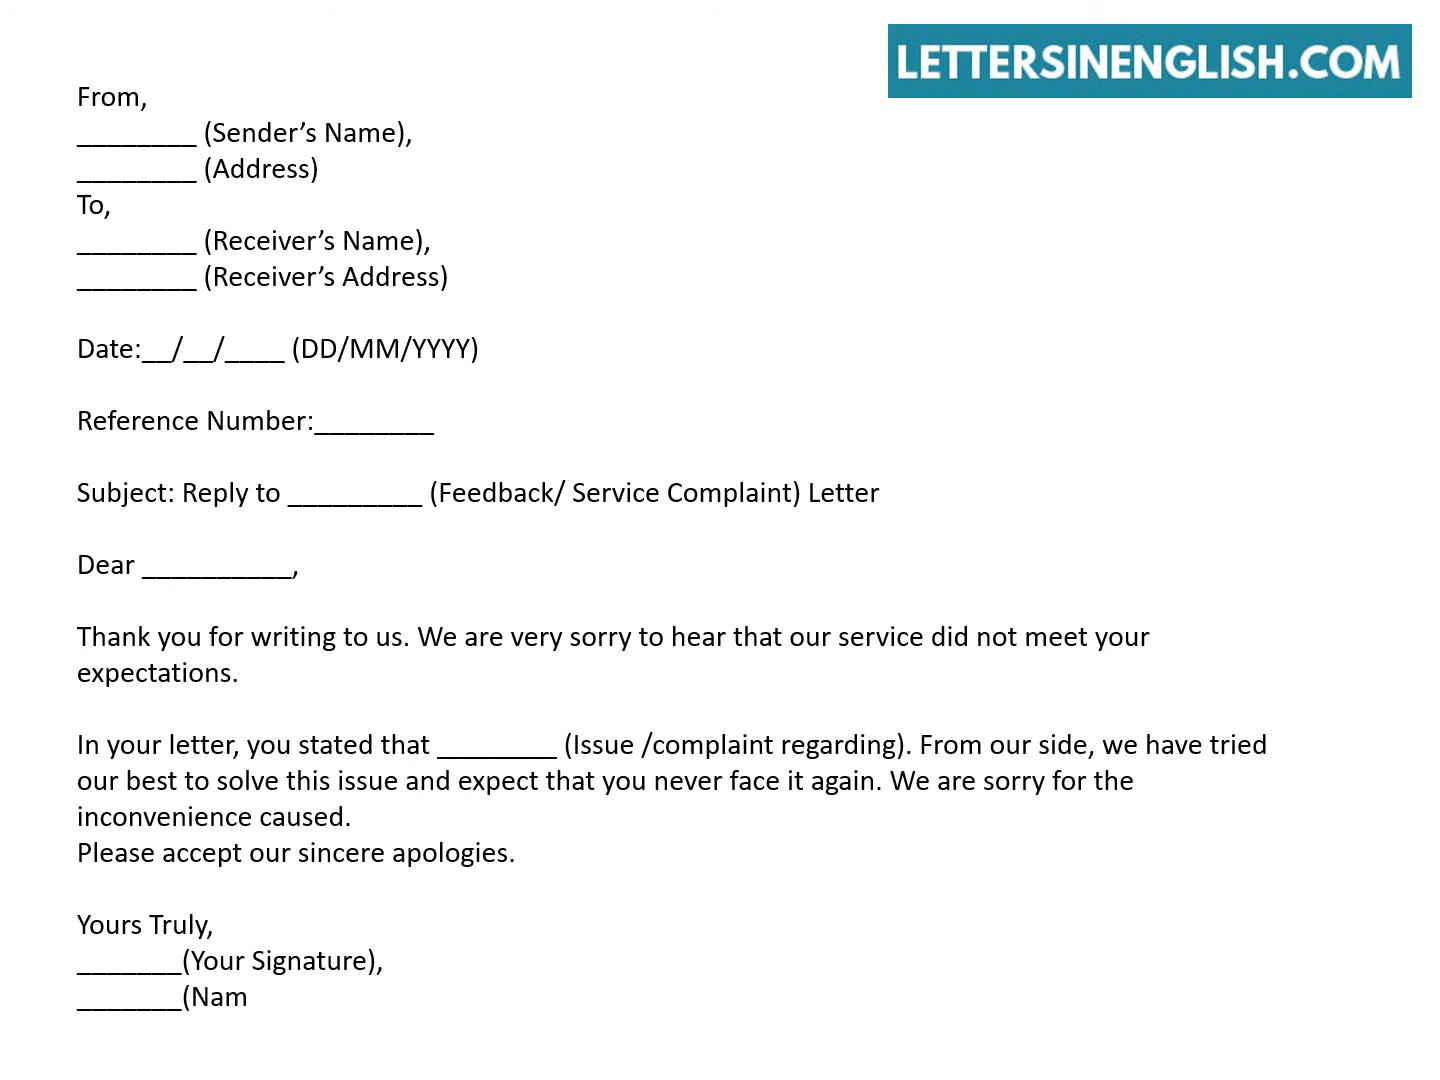 LETTERSINENGLISH.COM
From,
________ (Sender’s Name),
________ (Address)
To,
________ (Receiver’s Name),
________ (Receiver’s Address)
Date:__/__/____ (DD/MM/YYYY)
Reference Number:________
Subject: Reply to _________ (Feedback/ Service Complaint) Letter
Dear __________,
Thank you for writing to us. We are very sorry to hear that our service did not meet your
expectations.
In your letter, you stated that ________ (Issue /complaint regarding). From our side, we have tried
our best to solve this issue and expect that you never face it again. We are sorry for the
inconvenience caused.
Please accept our sincere apologies.
Yours Truly,
_______(Your Signature),
_______(Nam